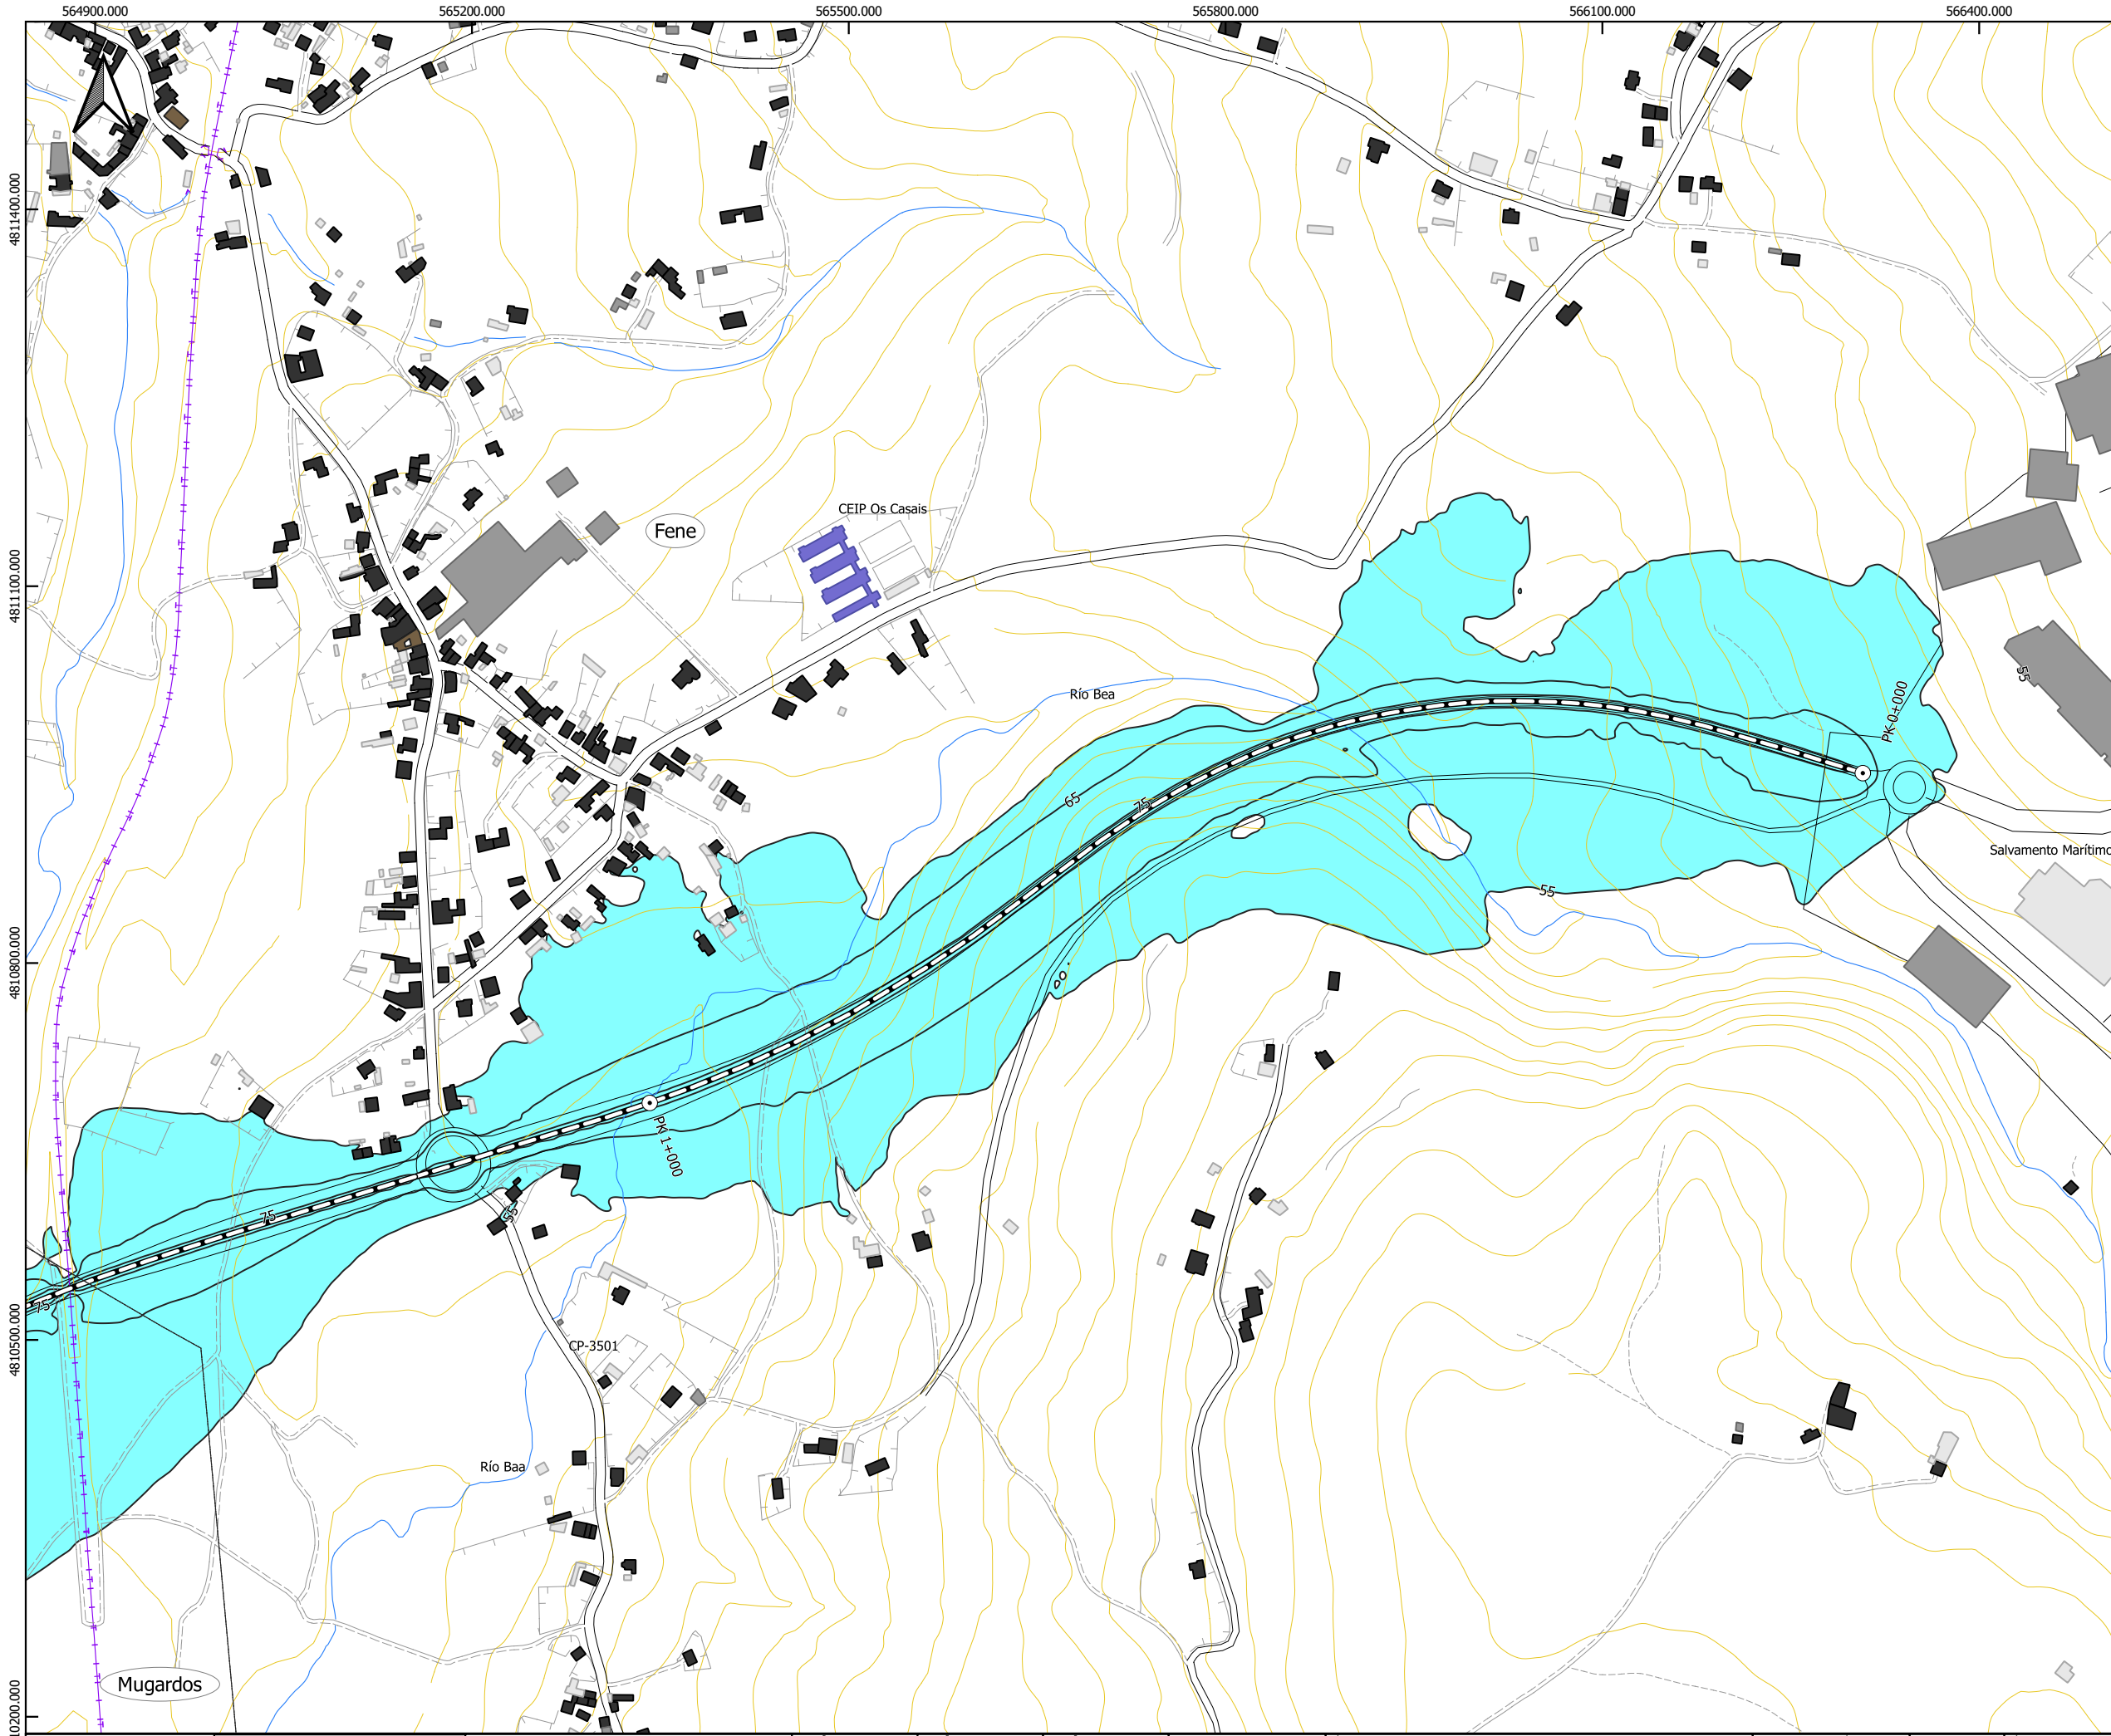 564900.000 565200.000 565500.000 565800.000 566100.000 566400.000
4811400.000
4811100.000
4810800.000
4810500.000
10200.000
CEIP Os Casais
Fene
Río Bea
55
PK 0+000
65
75
Salvamento Marítimo
55
PK 1+000
75
55
75
CP-3501
Río Baa
Mugardos